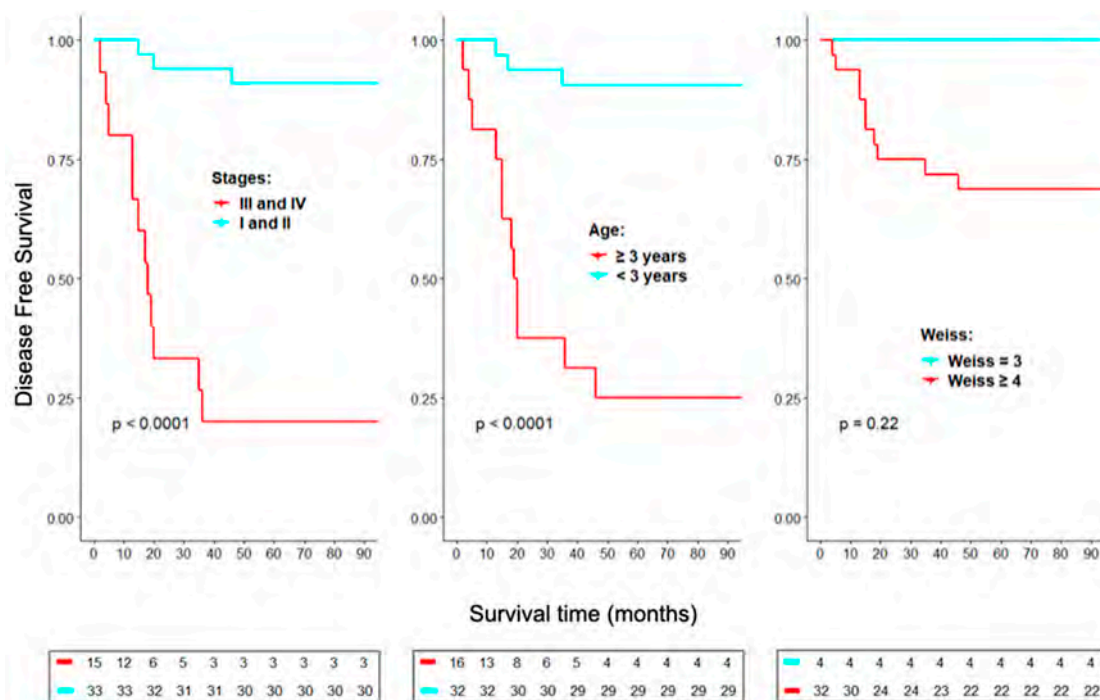 Disease Free Survival
1.00
0.75
0.50
0.25
0.00
Stages:
III and IV
I and II
p < 0,0001
0 10 20 30 40 50 60 70 80 90
1.00
0.75
0.50
0.25
0.00
Age:
≥ 3 years
< 3 years
p < 0,0001
0 10 20 30 40 50 60 70 80 90
1.00
0.75
0.50
0.25
0.00
Weiss:
Weiss = 3
Weiss ≥ 4
p = 0.22
0 10 20 30 40 50 60 70 80 90
Survival time (months)
15 12 6 5 3 3 3 3 3 3
33 33 32 31 31 30 30 30 30 30
16 13 8 6 5 4 4 4 4 4
32 32 30 30 29 29 29 29 29 29
4 4 4 4 4 4 4 4 4 4
32 30 24 24 23 22 22 22 22 22